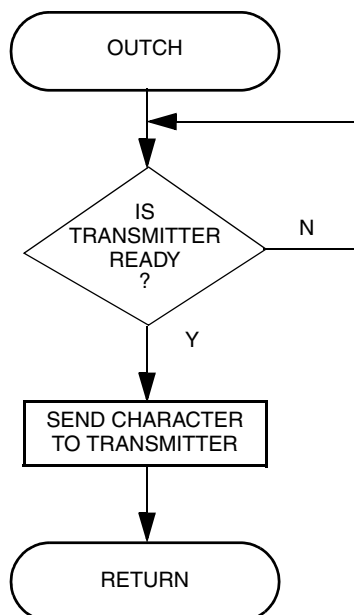 OUTCH
IS
TRANSMITTER
READY
?
N
Y
SEND CHARACTER
TO TRANSMITTER
RETURN